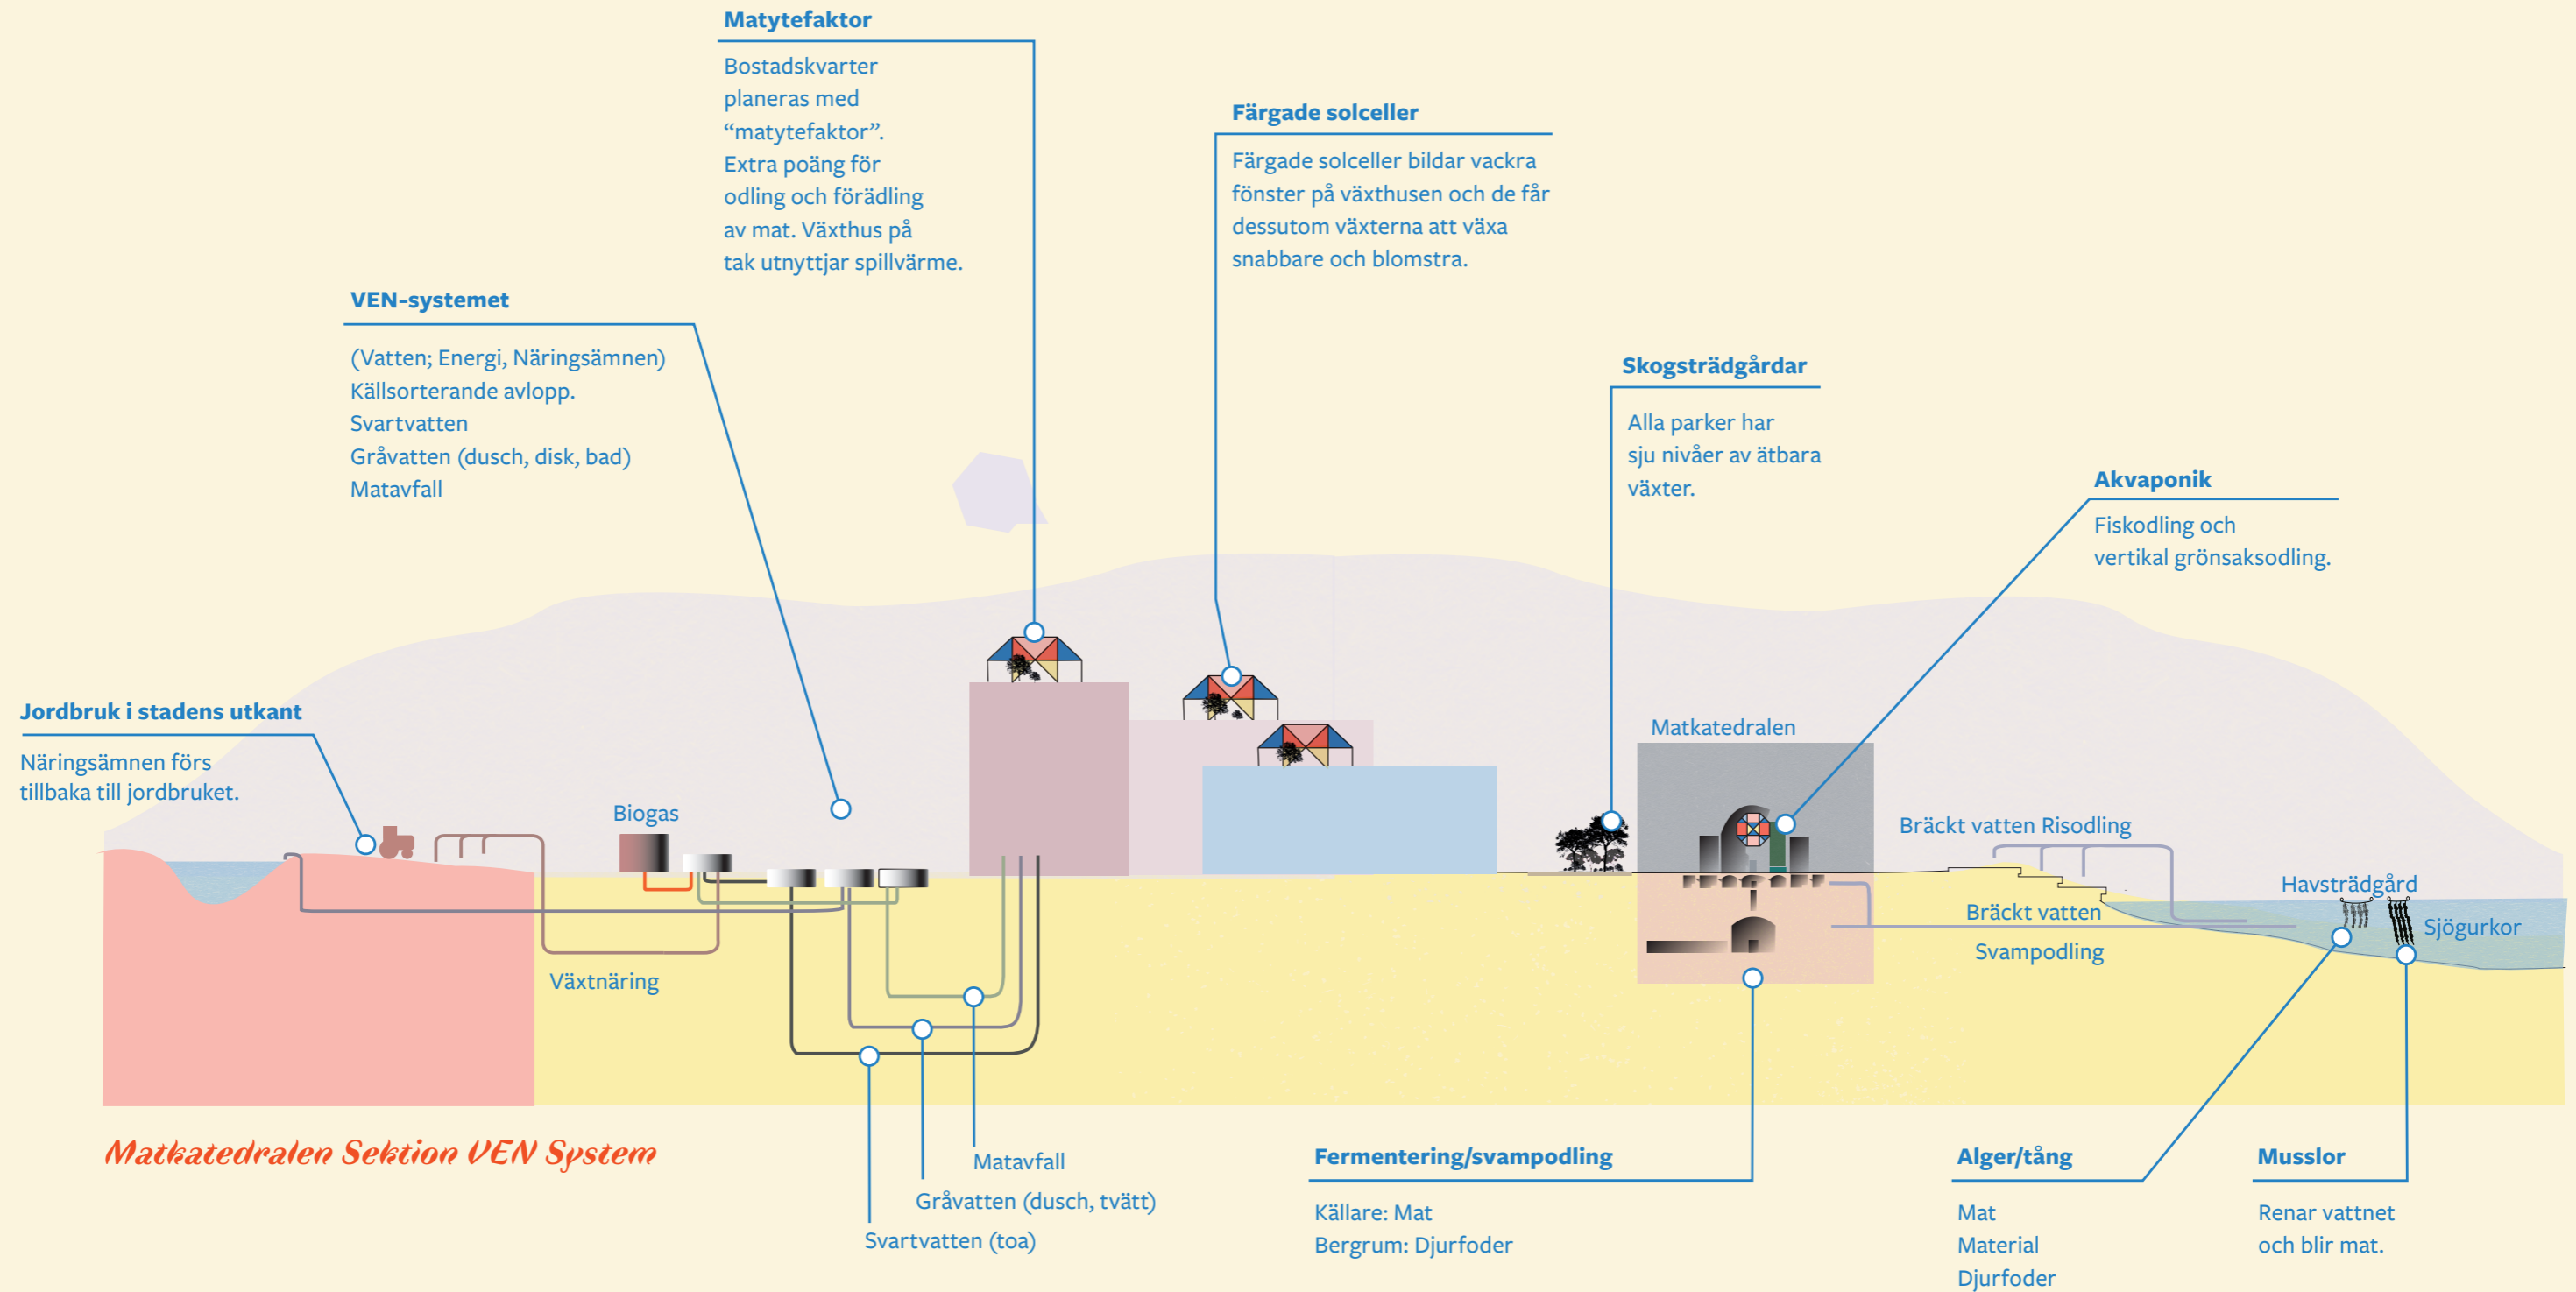 Matytefaktor
Bostadskvarter
planeras med
“matytefaktor”.
Extra poäng för
odling och förädling
av mat. Växthus på
tak utnyttjar spillvärme.
Färgade solceller
Färgade solceller bildar vackra
fönster på växthusen och de får
dessutom växterna att växa
snabbare och blomstra.
VEN-systemet
(Vatten; Energi, Näringsämnen)
Källsorterande avlopp.
Svartvatten
Gråvatten (dusch, disk, bad)
Matavfall
Skogsträdgårdar
Alla parker har
sju nivåer av ätbara
växter.
Akvaponik
Fiskodling och
vertikal grönsaksodling.
Jordbruk i stadens utkant
Näringsämnen förs
tillbaka till jordbruket.
Biogas
Växtnäring
Matkatedralen
Bräckt vatten Risodling
Bräckt vatten
Svampodling
Havsträdgård
Sjögurkor
Matkatedralen Sektion VEN System
Matavfall
Gråvatten (dusch, tvätt)
Svartvatten (toa)
Fermentering/svampodling
Källare: Mat
Bergrum: Djurfoder
Alger/tång
Mat
Material
Djurfoder
Musslor
Renar vattnet
och blir mat.